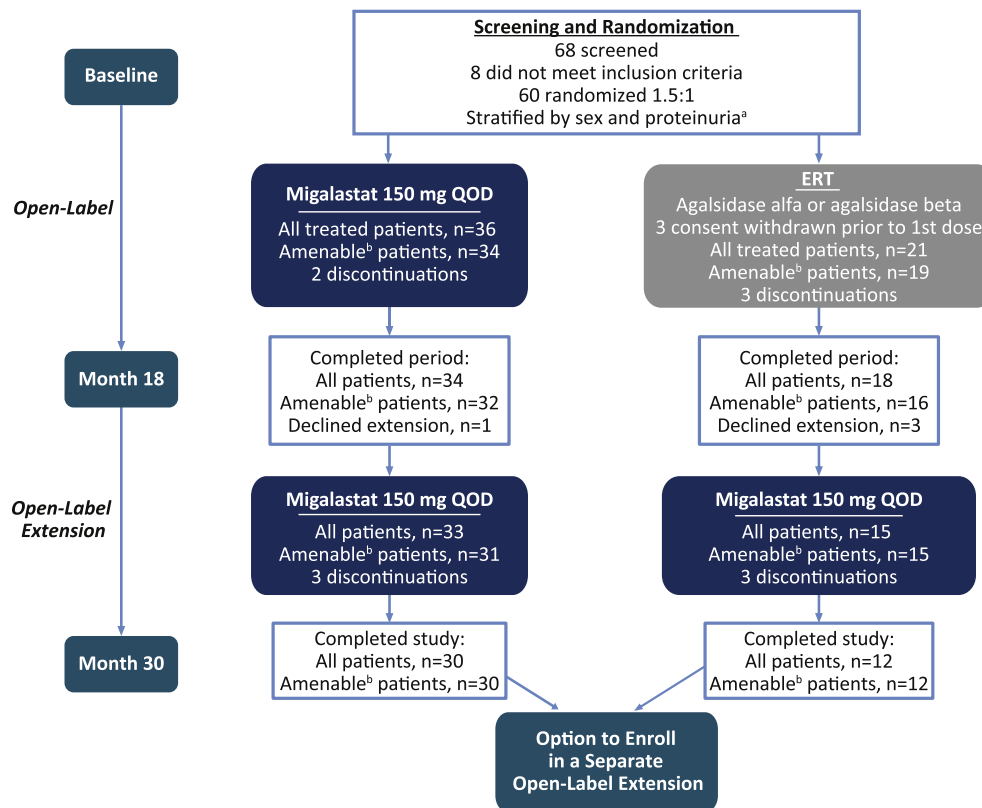 Screening and Randomization
68 screened
8 did not meet inclusion criteria
60 randomized 1.5:1
Stratified by sex and proteinuriaᵃ
Baseline
Open-Label
Migalastat 150 mg QOD
All treated patients, n=36
Amenableᵇ patients, n=34
2 discontinuations
ERT
Agalsidase alfa or agalsidase beta
3 consent withdrawn prior to 1st dose
All treated patients, n=21
Amenableᵇ patients, n=19
3 discontinuations
Month 18
Completed period:
All patients, n=34
Amenableᵇ patients, n=32
Declined extension, n=1
Completed period:
All patients, n=18
Amenableᵇ patients, n=16
Declined extension, n=3
Open-Label
Extension
Migalastat 150 mg QOD
All patients, n=33
Amenableᵇ patients, n=31
3 discontinuations
Migalastat 150 mg QOD
All patients, n=15
Amenableᵇ patients, n=15
3 discontinuations
Month 30
Completed study:
All patients, n=30
Amenableᵇ patients, n=30
Completed study:
All patients, n=12
Amenableᵇ patients, n=12
Option to Enroll
in a Separate
Open-Label Extension